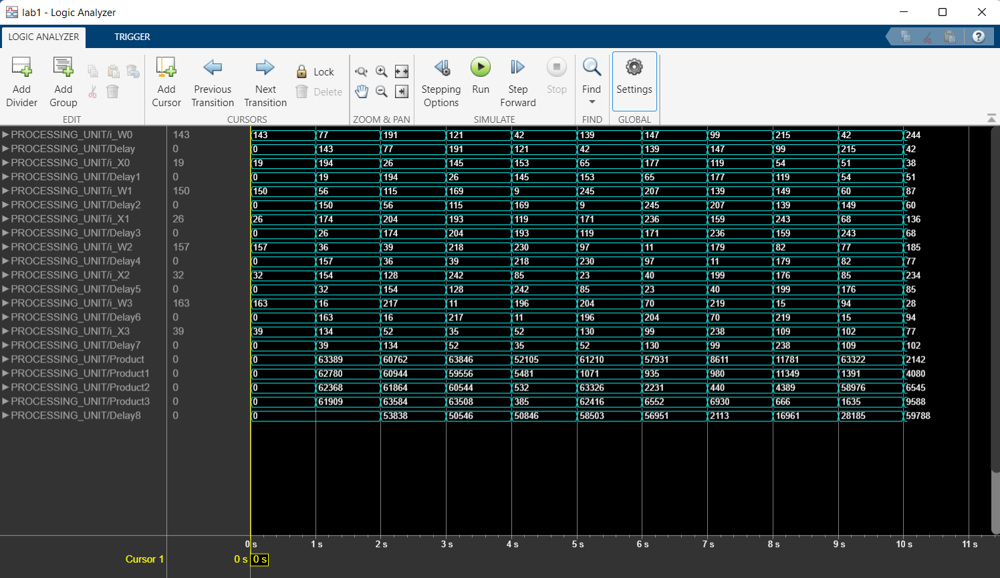 lab1 - Logic Analyzer
LOGIC ANALYZER TRIGGER
Add Divider
Add Group
EDIT
Add Cursor
Previous Transition
Next Transition
Lock
Delete
CURSORS
ZOOM & PAN
Stepping Options
Run
Step Forward
Stop
SIMULATE
Find
FIND
Settings
GLOBAL
PROCESSING_UNIT/i_W0 143 143 77 191 121 42 139 147 99 215 42 244
PROCESSING_UNIT/Delay 0 0 143 77 191 121 42 139 147 99 215 42
PROCESSING_UNIT/i_X0 19 19 194 26 145 153 65 177 119 54 51 38
PROCESSING_UNIT/Delay1 0 0 19 194 26 145 153 65 177 119 54 51
PROCESSING_UNIT/i_W1 150 150 56 115 169 9 245 207 139 149 60 87
PROCESSING_UNIT/Delay2 0 0 150 56 115 169 9 245 207 139 149 60
PROCESSING_UNIT/i_X1 26 26 174 204 193 119 171 236 159 243 68 136
PROCESSING_UNIT/Delay3 0 0 26 174 204 193 119 171 236 159 243 68
PROCESSING_UNIT/i_W2 157 157 36 39 218 230 97 11 179 82 77 185
PROCESSING_UNIT/Delay4 0 0 157 36 39 218 230 97 11 179 82 77
PROCESSING_UNIT/i_X2 32 32 154 128 242 85 23 40 199 176 85 234
PROCESSING_UNIT/Delay5 0 0 32 154 128 242 85 23 40 199 176 85
PROCESSING_UNIT/i_W3 163 163 16 217 11 196 204 70 219 15 94 28
PROCESSING_UNIT/Delay6 0 0 163 16 217 11 196 204 70 219 15 94
PROCESSING_UNIT/i_X3 39 39 134 52 35 52 130 99 238 109 102 77
PROCESSING_UNIT/Delay7 0 0 39 134 52 35 52 130 99 238 109 102
PROCESSING_UNIT/Product 0 0 63389 60762 63846 52105 61210 57931 8611 11781 63322 2142
PROCESSING_UNIT/Product1 0 0 62780 60944 59556 5481 1071 935 980 11349 1391 4080
PROCESSING_UNIT/Product2 0 0 62368 61864 60544 532 63326 2231 440 4389 58976 6545
PROCESSING_UNIT/Product3 0 0 61909 63584 63508 385 62416 6552 6930 666 1635 9588
PROCESSING_UNIT/Delay8 0 0 53838 50546 50846 58503 56951 2113 16961 28185 59788
0 s 1 s 2 s 3 s 4 s 5 s 6 s 7 s 8 s 9 s 10 s 11 s
Cursor 1 0 s 0 s